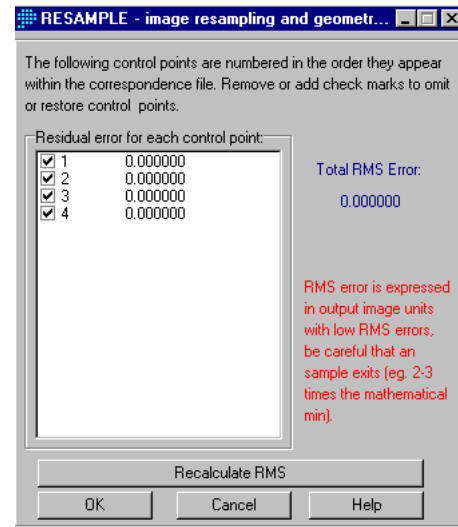 RESAMPLE - image resampling and geometr...
The following control points are numbered in the order they appear
within the correspondence file. Remove or add check marks to omit
or restore control points.
Residual error for each control point:
1 0.000000
2 0.000000
3 0.000000
4 0.000000
Total RMS Error:
0.000000
RMS error is expressed
in output image units
with low RMS errors,
be careful that an
sample exits (eg. 2-3
times the mathematical
min).
Recalculate RMS
OK Cancel Help